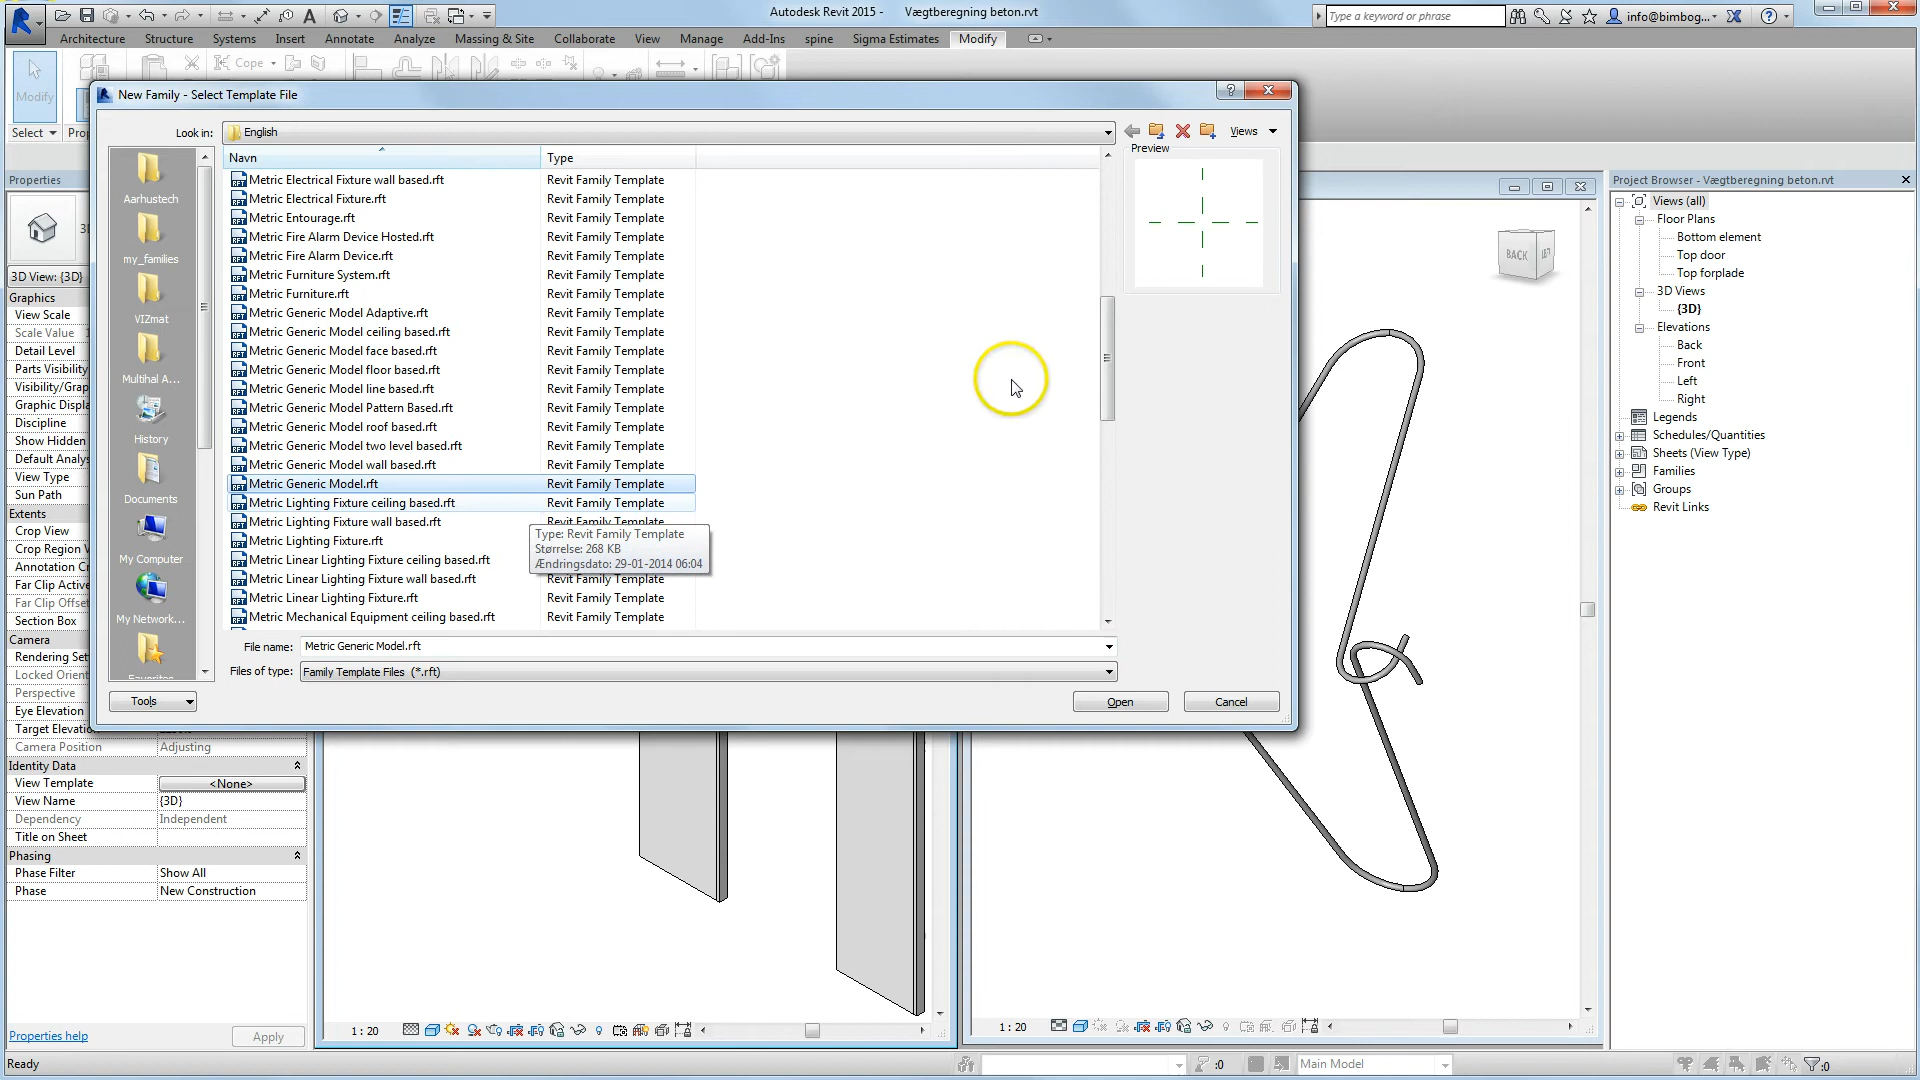 Autodesk Revit 2015 - Vægtberegning beton.rvt
Type a keyword or phrase
info@bimbog...
Architecture Structure Systems Insert Annotate Analyze Massing & Site Collaborate View Manage Add-Ins spine Sigma Estimates Modify
Modify
Cope
Select
New Family - Select Template File
Look in: English
Views
Preview
Navn Type
Metric Electrical Fixture wall based.rft Revit Family Template
Metric Electrical Fixture.rft Revit Family Template
Metric Entourage.rft Revit Family Template
Metric Fire Alarm Device Hosted.rft Revit Family Template
Metric Fire Alarm Device.rft Revit Family Template
Metric Furniture System.rft Revit Family Template
Metric Furniture.rft Revit Family Template
Metric Generic Model Adaptive.rft Revit Family Template
Metric Generic Model ceiling based.rft Revit Family Template
Metric Generic Model face based.rft Revit Family Template
Metric Generic Model floor based.rft Revit Family Template
Metric Generic Model line based.rft Revit Family Template
Metric Generic Model Pattern Based.rft Revit Family Template
Metric Generic Model roof based.rft Revit Family Template
Metric Generic Model two level based.rft Revit Family Template
Metric Generic Model wall based.rft Revit Family Template
Metric Generic Model.rft Revit Family Template
Metric Lighting Fixture ceiling based.rft Revit Family Template
Metric Lighting Fixture wall based.rft Revit Family Template
Metric Lighting Fixture.rft
Metric Linear Lighting Fixture ceiling based.rft
Metric Linear Lighting Fixture wall based.rft Revit Family Template
Metric Linear Lighting Fixture.rft Revit Family Template
Metric Mechanical Equipment ceiling based.rft Revit Family Template
Type: Revit Family Template
Størrelse: 268 KB
Ændringsdato: 29-01-2014 06:04
File name: Metric Generic Model.rft
Files of type: Family Template Files (*.rft)
Tools
Open
Cancel
Aarhustech
my_families
VIZmat
Multihal A...
History
Documents
My Computer
My Network...
Properties
3D View: {3D}
Graphics
View Scale
Scale Value 1
Detail Level
Parts Visibility
Visibility/Grap
Graphic Displa
Discipline
Show Hidden
Default Analys
View Type
Sun Path
Extents
Crop View
Crop Region V
Annotation Cr
Far Clip Active
Far Clip Offset
Section Box
Camera
Rendering Set
Locked Orient
Perspective
Eye Elevation
Target Elevatio
Camera Position Adjusting
Identity Data
View Template <None>
View Name {3D}
Dependency Independent
Title on Sheet
Phasing
Phase Filter Show All
Phase New Construction
Properties help
Apply
BACK
1 : 20
1 : 20
Project Browser - Vægtberegning beton.rvt
Views (all)
Floor Plans
Bottom element
Top door
Top forplade
3D Views
{3D}
Elevations
Back
Front
Left
Right
Legends
Schedules/Quantities
Sheets (View Type)
Families
Groups
Revit Links
Ready
:0
Main Model
:0